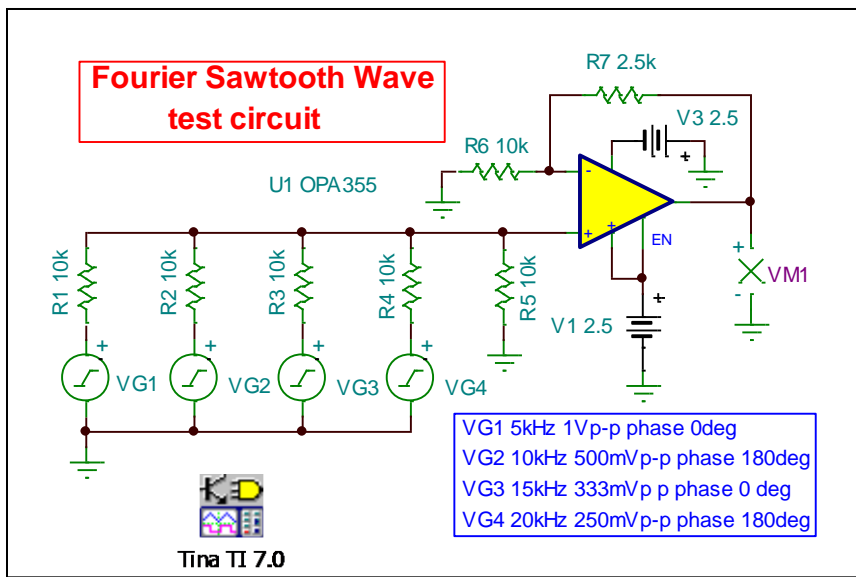 Fourier Sawtooth Wave
test circuit
R7 2.5k
V3 2.5
+
R6 10k
U1 OPA355
-
+
+
EN
R1 10k
R2 10k
R3 10k
R4 10k
R5 10k
+
VM1
-
+
V1 2.5
+
VG1
+
VG2
+
VG3
+
VG4
VG1 5kHz 1Vp-p phase 0deg
VG2 10kHz 500mVp-p phase 180deg
VG3 15kHz 333mVp p phase 0 deg
VG4 20kHz 250mVp-p phase 180deg
Tina TI 7.0